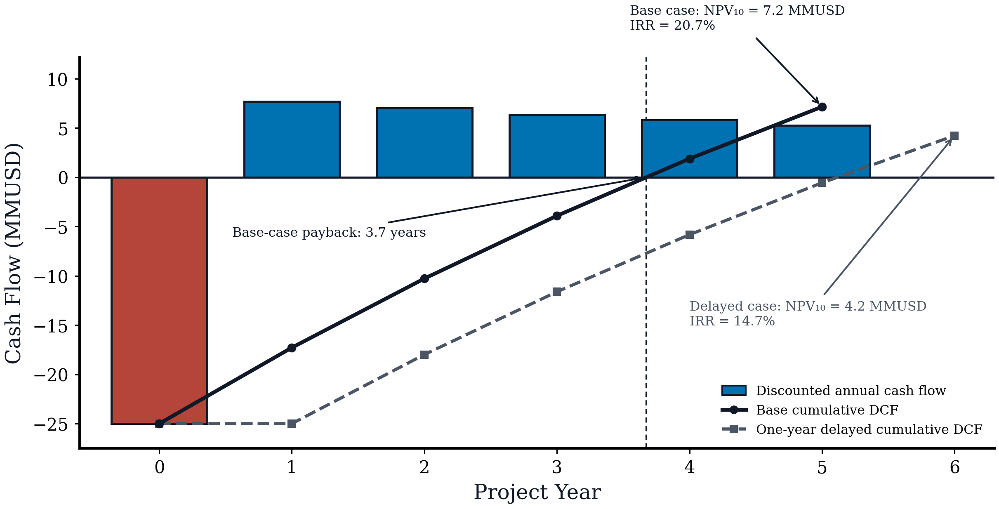 Base case: NPV₁₀ = 7.2 MMUSD
IRR = 20.7%
Cash Flow (MMUSD)
10
5
0
−5
−10
−15
−20
−25
Base-case payback: 3.7 years
Delayed case: NPV₁₀ = 4.2 MMUSD
IRR = 14.7%
Discounted annual cash flow
Base cumulative DCF
One-year delayed cumulative DCF
0 1 2 3 4 5 6
Project Year